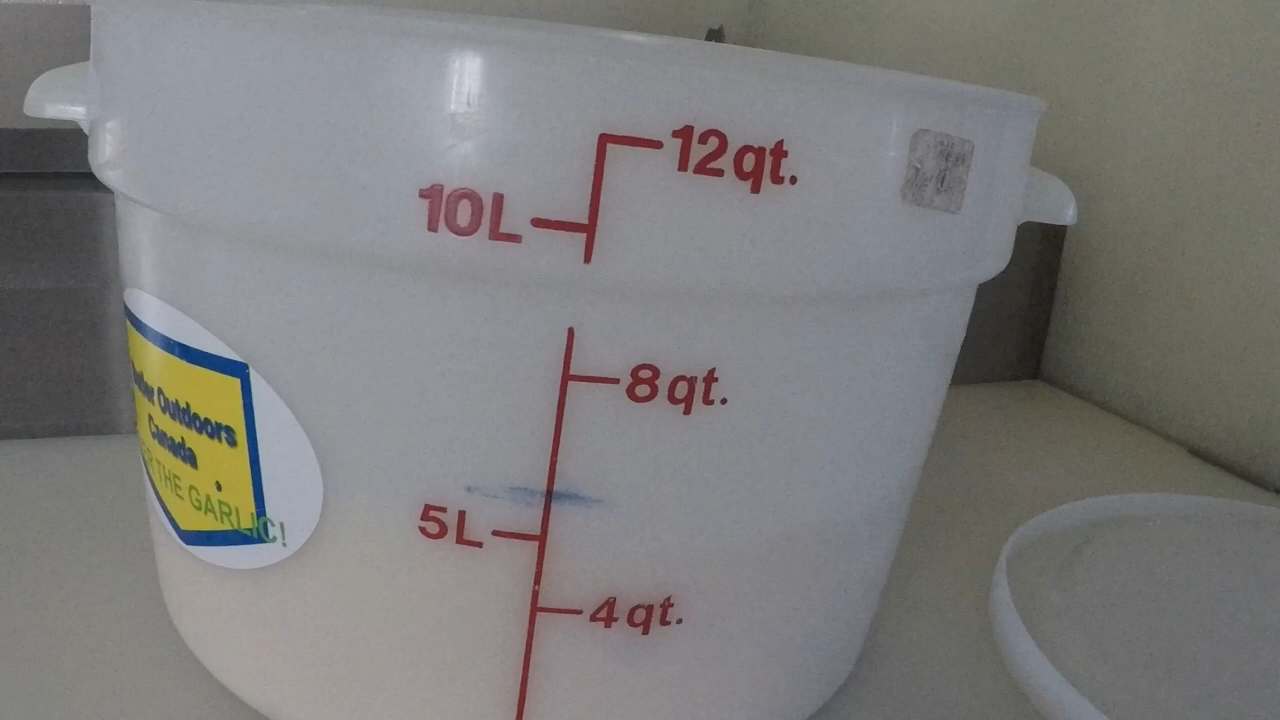 12qt.
10L
8qt.
5L
4qt.
Outdoors
Canada
THE GARLIC!